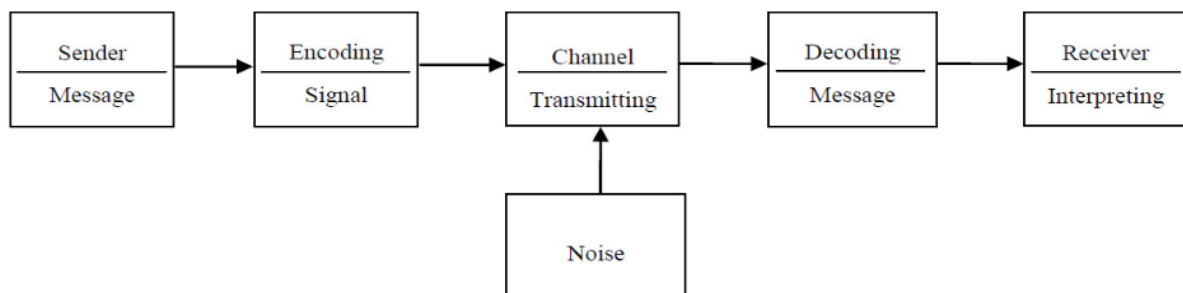 Sender
Message
Encoding
Signal
Channel
Transmitting
Decoding
Message
Receiver
Interpreting
Noise